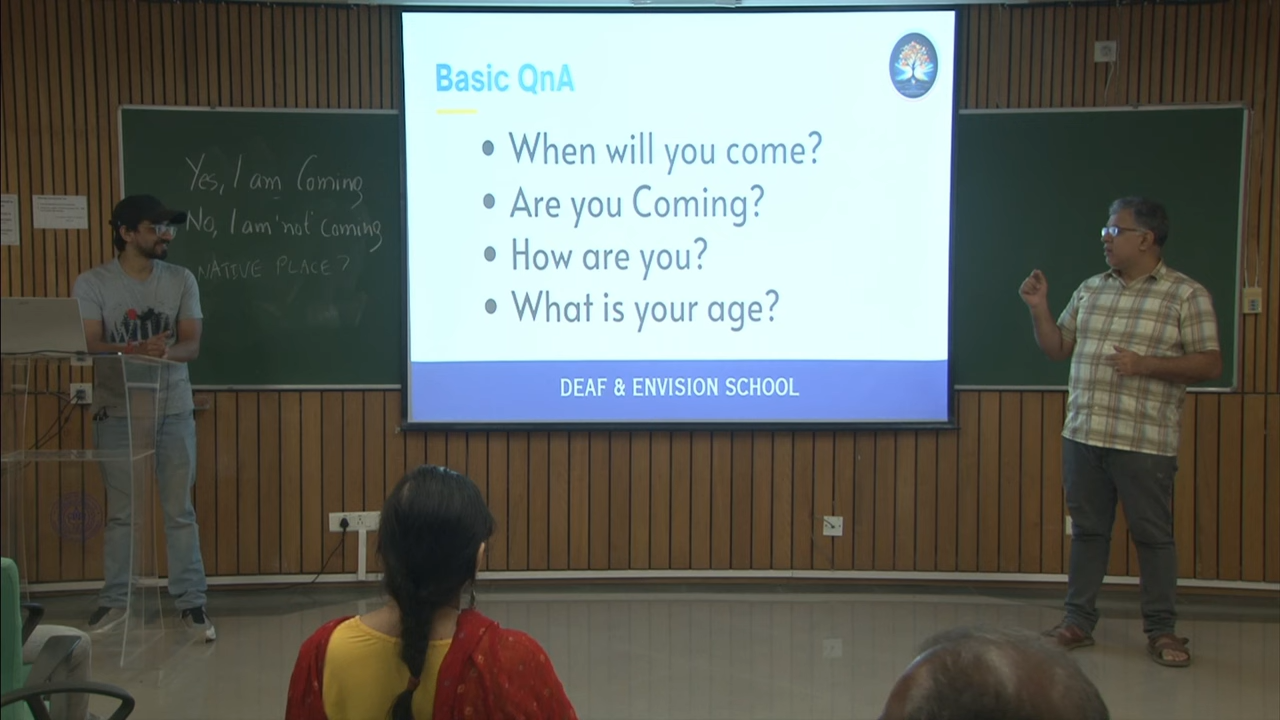 Basic QnA
• When will you come?
• Are you Coming?
• How are you?
• What is your age?
DEAF & ENVISION SCHOOL
Yes, I am Coming
No, I am "not" coming
NATIVE PLACE?